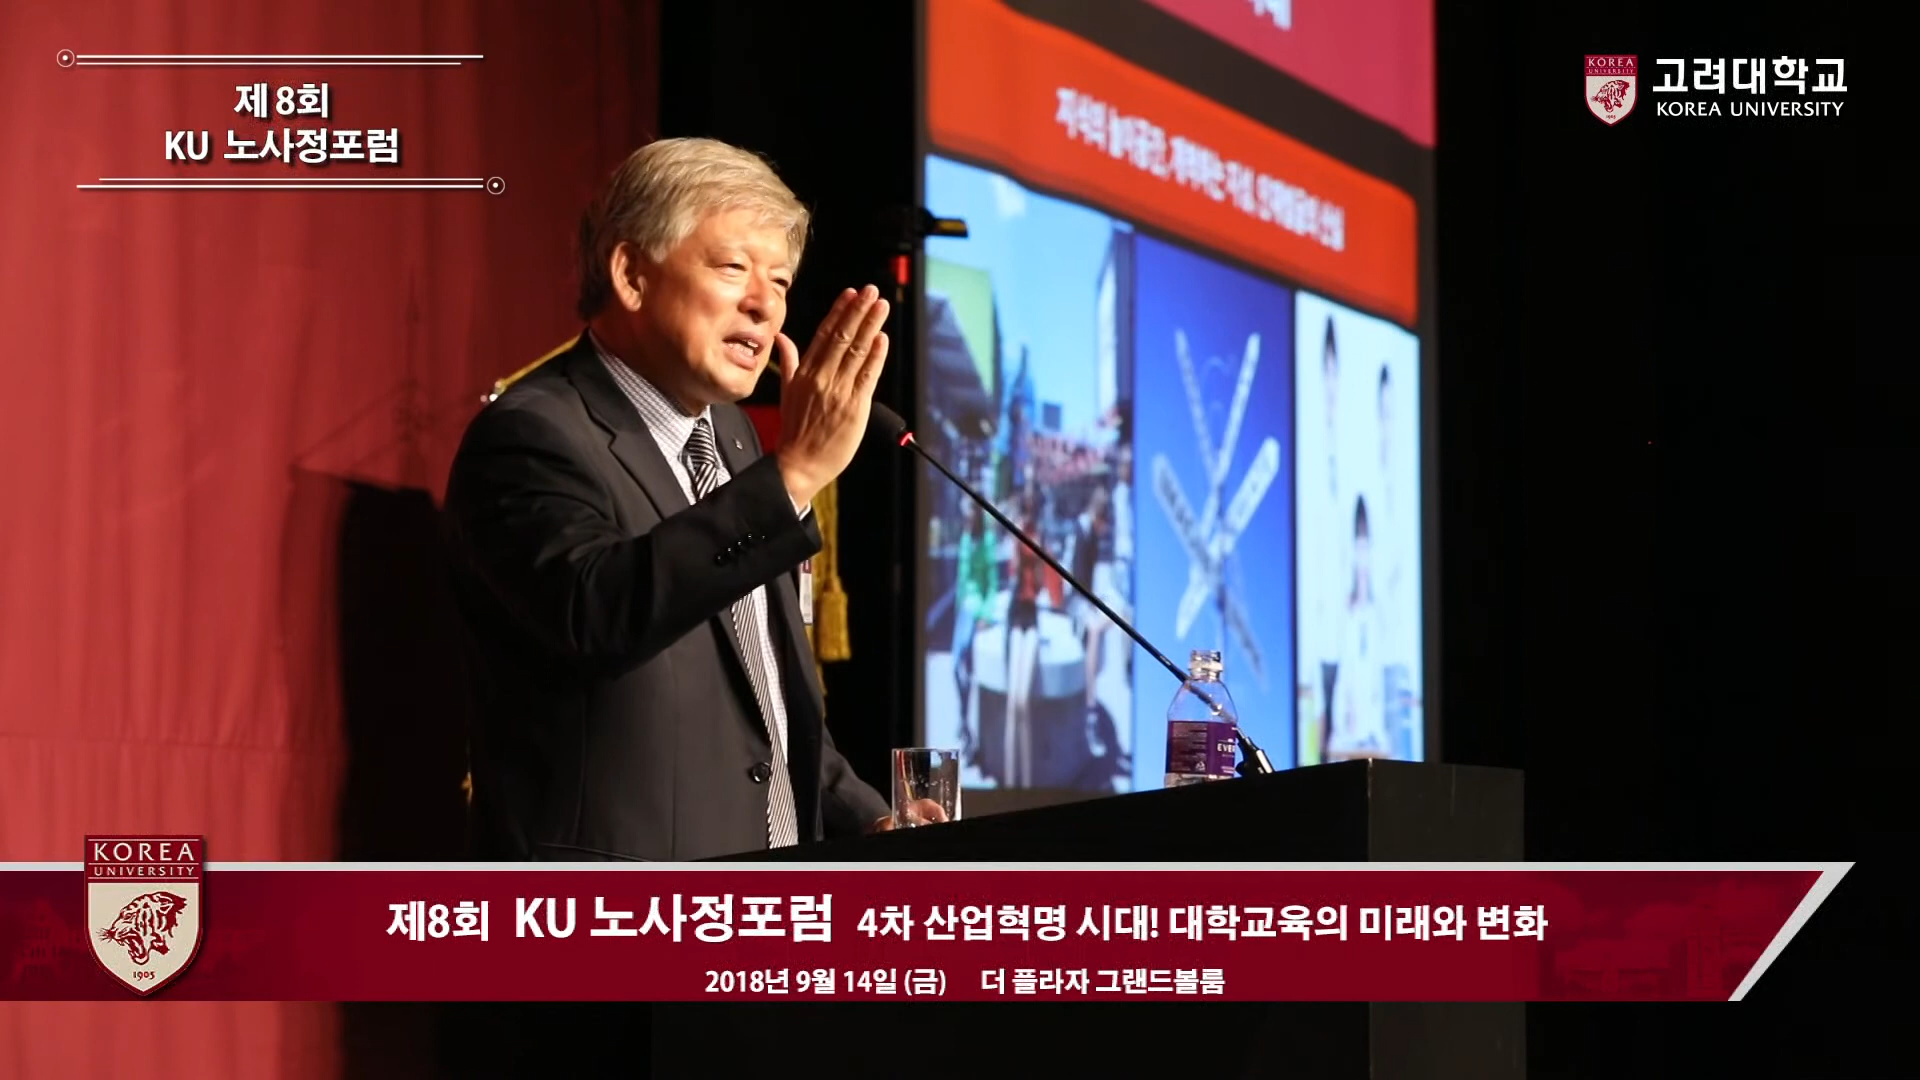 제8회
KU 노사정포럼
KOREA
UNIVERSITY
1905
고려대학교
KOREA UNIVERSITY
EVE
KOREA
UNIVERSITY
1905
제8회 KU 노사정포럼 4차 산업혁명 시대! 대학교육의 미래와 변화
2018년 9월 14일 (금) 더 플라자 그랜드볼룸